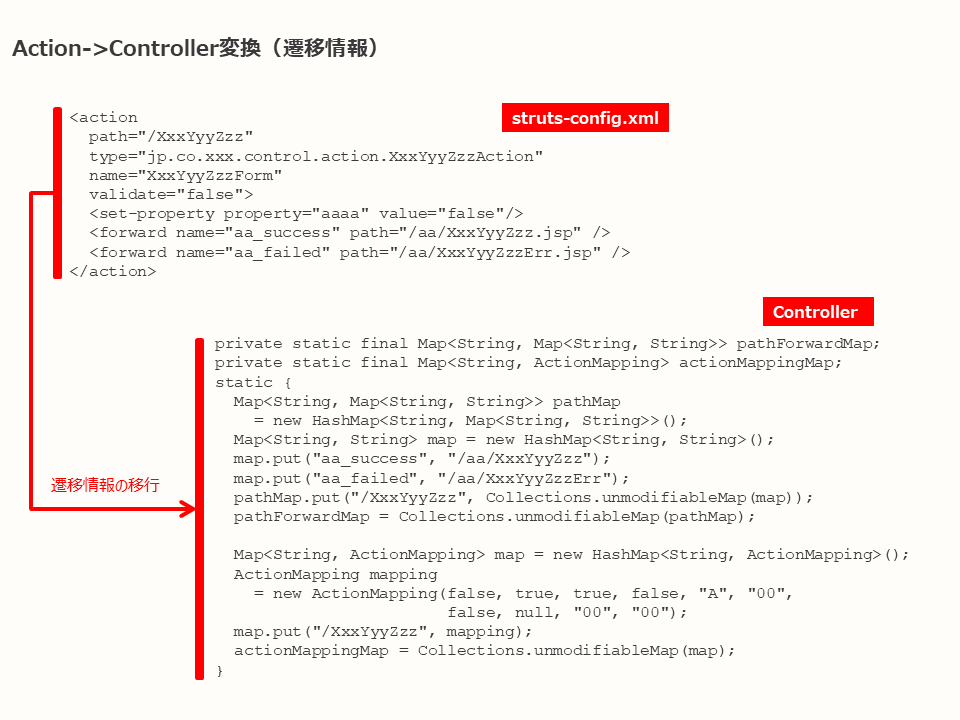 Action->Controller変換（遷移情報）
struts-config.xml
<action
  path="/XxxYyyZzz"
  type="jp.co.xxx.control.action.XxxYyyZzzAction"
  name="XxxYyyZzzForm"
  validate="false">
  <set-property property="aaaa" value="false"/>
  <forward name="aa_success" path="/aa/XxxYyyZzz.jsp" />
  <forward name="aa_failed" path="/aa/XxxYyyZzzErr.jsp" />
</action>
Controller
private static final Map<String, Map<String, String>> pathForwardMap;
private static final Map<String, ActionMapping> actionMappingMap;
static {
  Map<String, Map<String, String>> pathMap
    = new HashMap<String, Map<String, String>>();
  Map<String, String> map = new HashMap<String, String>();
  map.put("aa_success", "/aa/XxxYyyZzz");
  map.put("aa_failed", "/aa/XxxYyyZzzErr");
  pathMap.put("/XxxYyyZzz", Collections.unmodifiableMap(map));
  pathForwardMap = Collections.unmodifiableMap(pathMap);
  Map<String, ActionMapping> map = new HashMap<String, ActionMapping>();
  ActionMapping mapping
    = new ActionMapping(false, true, true, false, "A", "00",
                        false, null, "00", "00");
  map.put("/XxxYyyZzz", mapping);
  actionMappingMap = Collections.unmodifiableMap(map);
}
遷移情報の移行